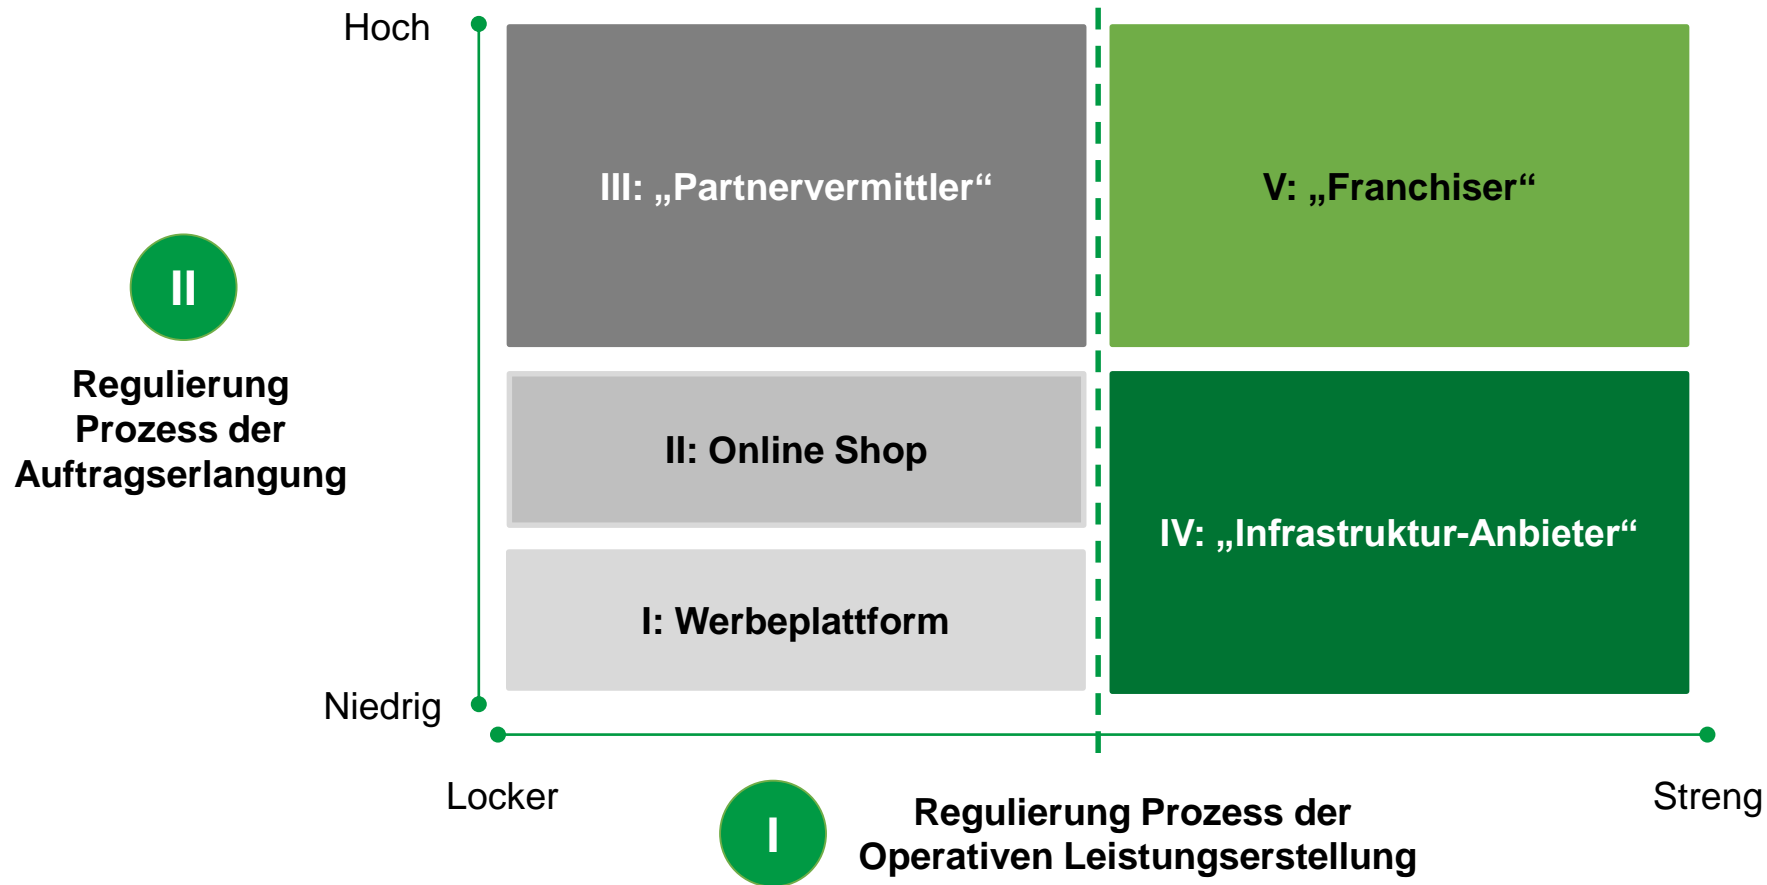 Hoch
III: „Partnervermittler“
V: „Franchiser“
II
Regulierung
Prozess der
Auftragserlangung
II: Online Shop
IV: „Infrastruktur-Anbieter“
I: Werbeplattform
Niedrig
Locker
Streng
I
Regulierung Prozess der
Operativen Leistungserstellung